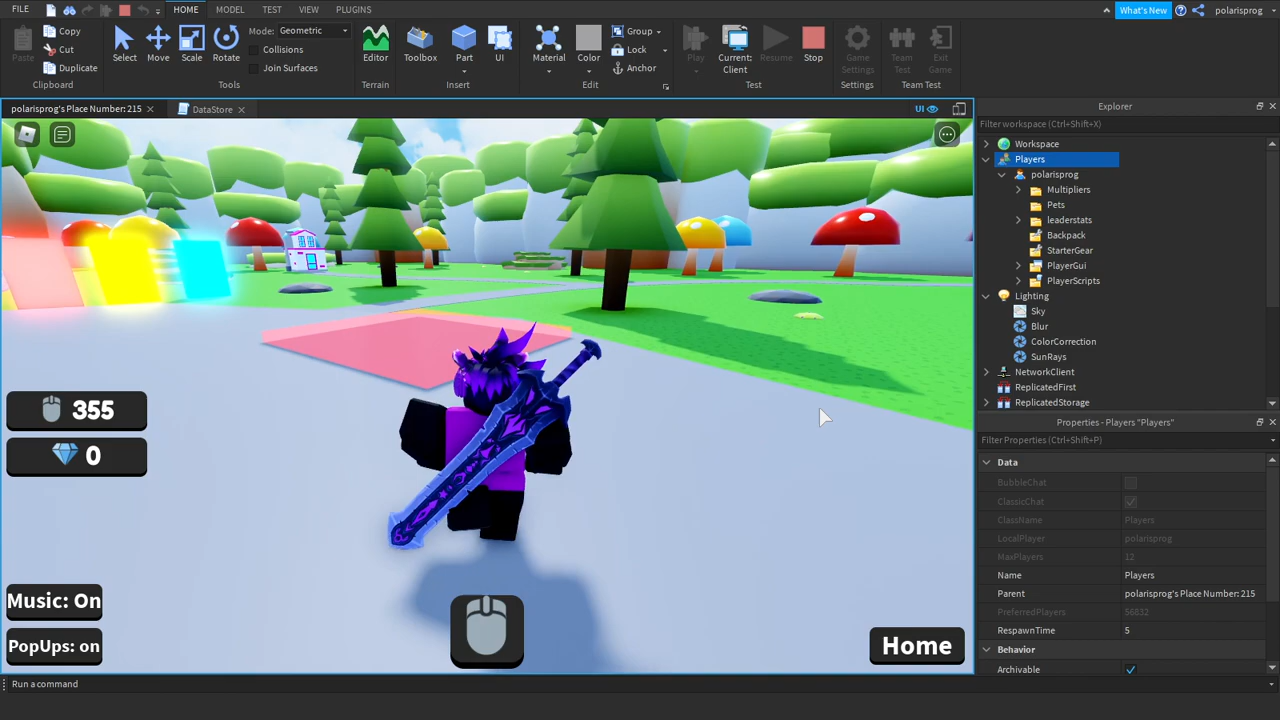 FILE
HOME
MODEL
TEST
VIEW
PLUGINS
What's New
polarisprog
Paste
Copy
Cut
Duplicate
Clipboard
Select
Move
Scale
Rotate
Mode: Geometric
Collisions
Join Surfaces
Tools
Editor
Terrain
Toolbox
Part
UI
Insert
Material
Color
Group
Lock
Anchor
Edit
Play
Current:
Client
Resume
Stop
Test
Game
Settings
Settings
Team
Test
Exit
Game
Team Test
polarisprog's Place Number: 215
DataStore
UI
355
0
Music: On
PopUps: on
Home
Explorer
Filter workspace (Ctrl+Shift+X)
Workspace
Players
polarisprog
Multipliers
Pets
leaderstats
Backpack
StarterGear
PlayerGui
PlayerScripts
Lighting
Sky
Blur
ColorCorrection
SunRays
NetworkClient
ReplicatedFirst
ReplicatedStorage
Properties - Players "Players"
Filter Properties (Ctrl+Shift+P)
Data
BubbleChat
ClassicChat
ClassName Players
LocalPlayer polarisprog
MaxPlayers 12
Name Players
Parent polarisprog's Place Number: 215
PreferredPlayers 56832
RespawnTime 5
Behavior
Archivable
Run a command